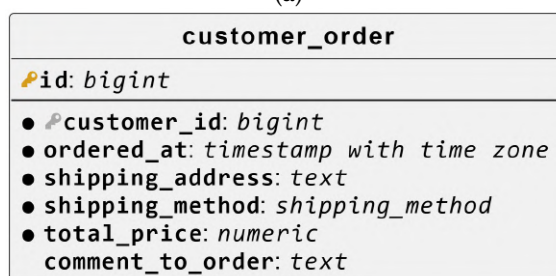 customer_order
id: bigint
● customer_id: bigint
● ordered_at: timestamp with time zone
● shipping_address: text
● shipping_method: shipping_method
● total_price: numeric
comment_to_order: text